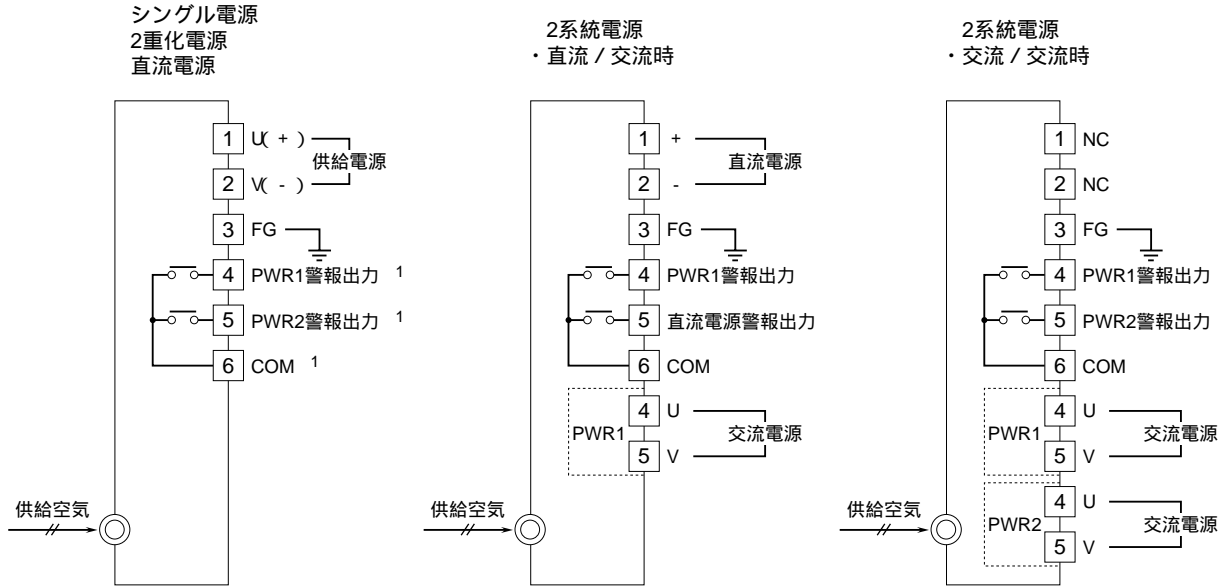 シングル電源
2重化電源
直流電源
1 U( + )
供給電源
2 V( - )
3 FG
4 PWR1警報出力 1
5 PWR2警報出力 1
6 COM 1
供給空気
2系統電源
・直流 / 交流時
1 +
直流電源
2 -
3 FG
4 PWR1警報出力
5 直流電源警報出力
6 COM
4 U
PWR1
交流電源
5 V
供給空気
2系統電源
・交流 / 交流時
1 NC
2 NC
3 FG
4 PWR1警報出力
5 PWR2警報出力
6 COM
4 U
PWR1
交流電源
5 V
4 U
PWR2
交流電源
5 V
供給空気